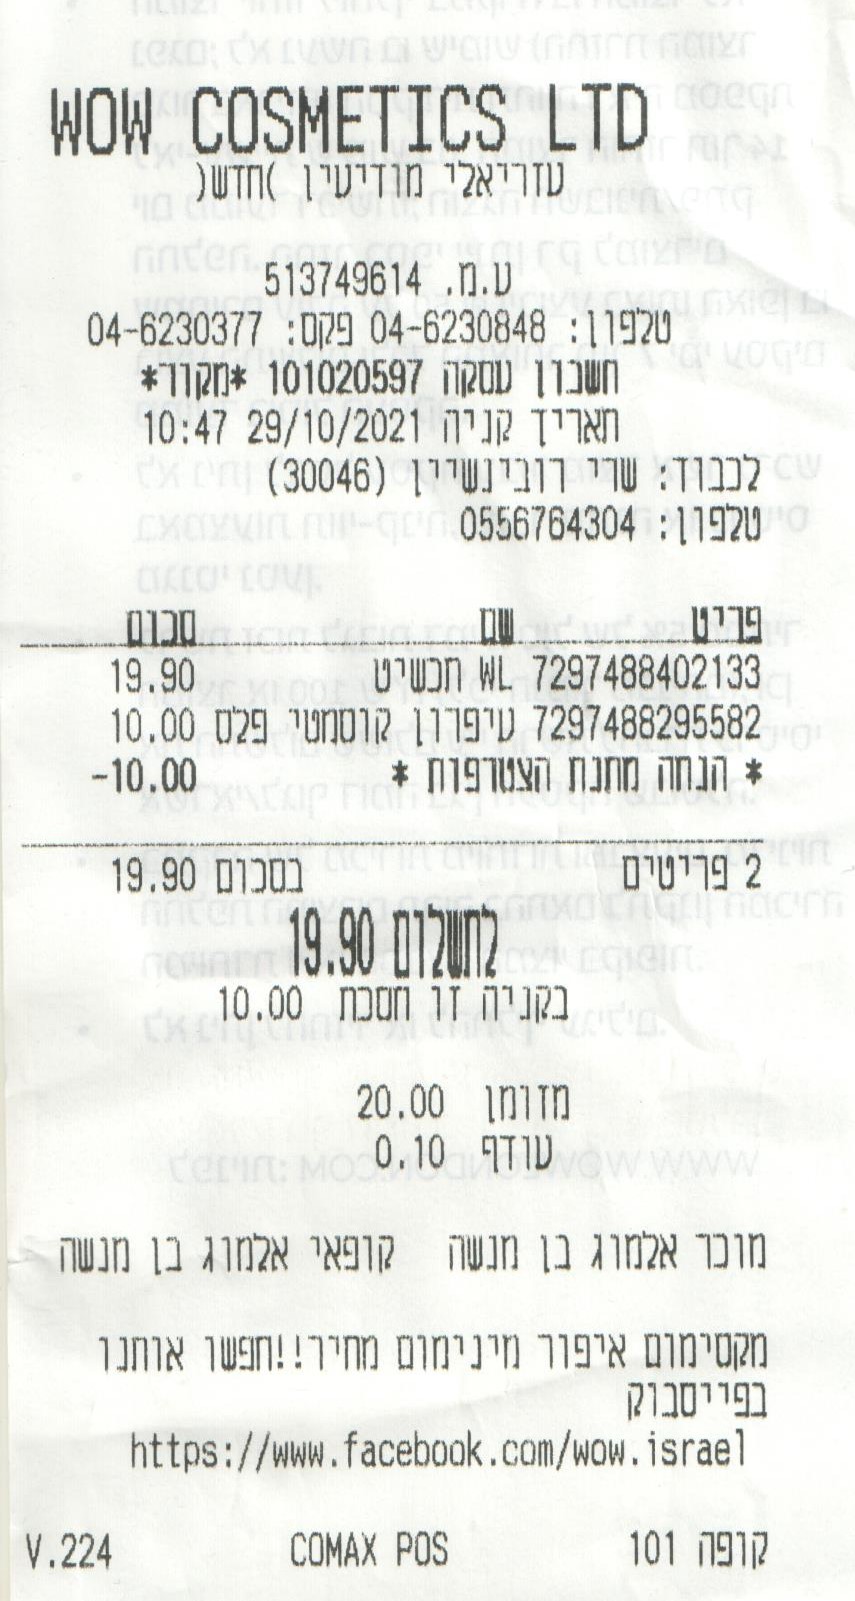 WOW COSMETICS LTD
עזריאלי מודיעין )חדש(
ע.מ. 513749614
טלפון: 04-6230848 פקס: 04-6230377
חשבון עסקה 101020597 *מקור*
תאריך קניה 29/10/2021 10:47
לכבוד: שרי רובינשיין (30046)
טלפון: 0556764304
פריט שם סכום
7297488402133 WL תכשיט 19.90
7297488295582 עיפרון קוסמטי פלס 10.00
* הנחה מתנת הצטרפות * -10.00
2 פריטים בסכום 19.90
לתשלום 19.90
בקניה זו חסכת 10.00
מזומן 20.00
עודף 0.10
מוכר אלמוג בן מנשה קופאי אלמוג בן מנשה
מקסימום איפור מינימום מחיר!!חפשו אותנו
בפייסבוק
https://www.facebook.com/wow.israel
קופה 101 COMAX POS V.224